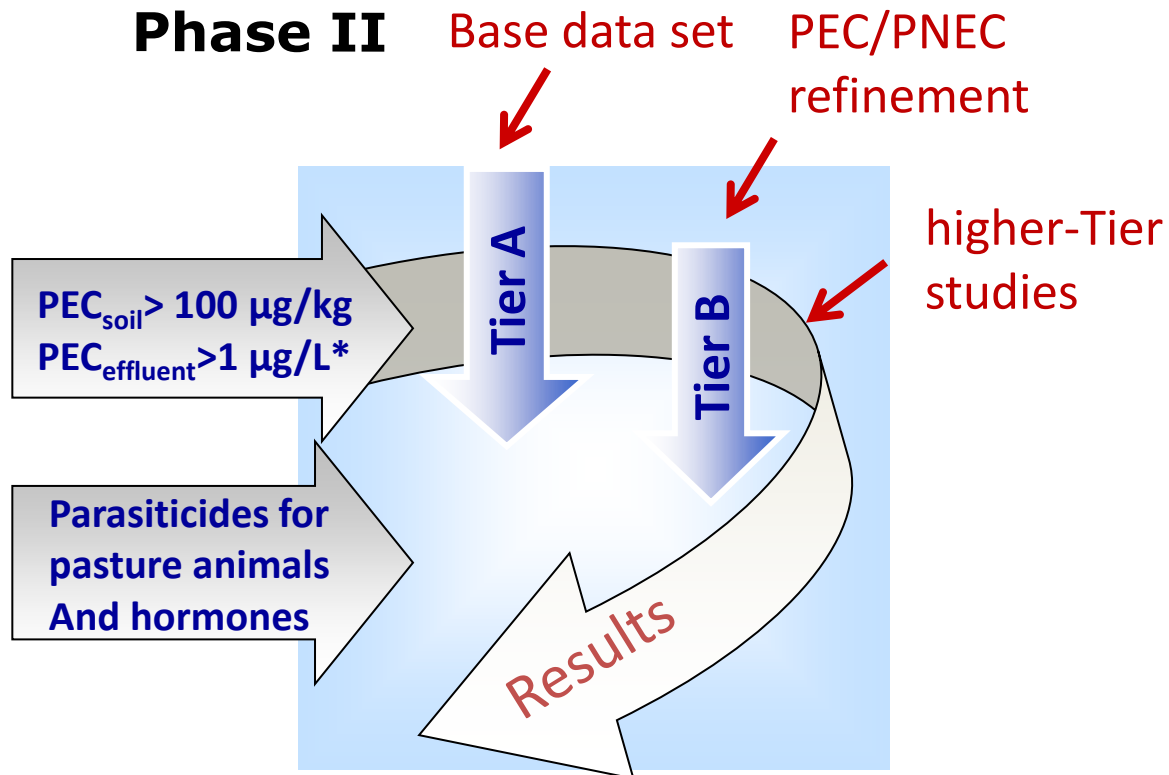 Phase II
Base data set
PEC/PNEC
refinement
higher-Tier
studies
Tier A
Tier B
PECsoil> 100 µg/kg
PECeffluent>1 µg/L*
Parasiticides for
pasture animals
And hormones
Results